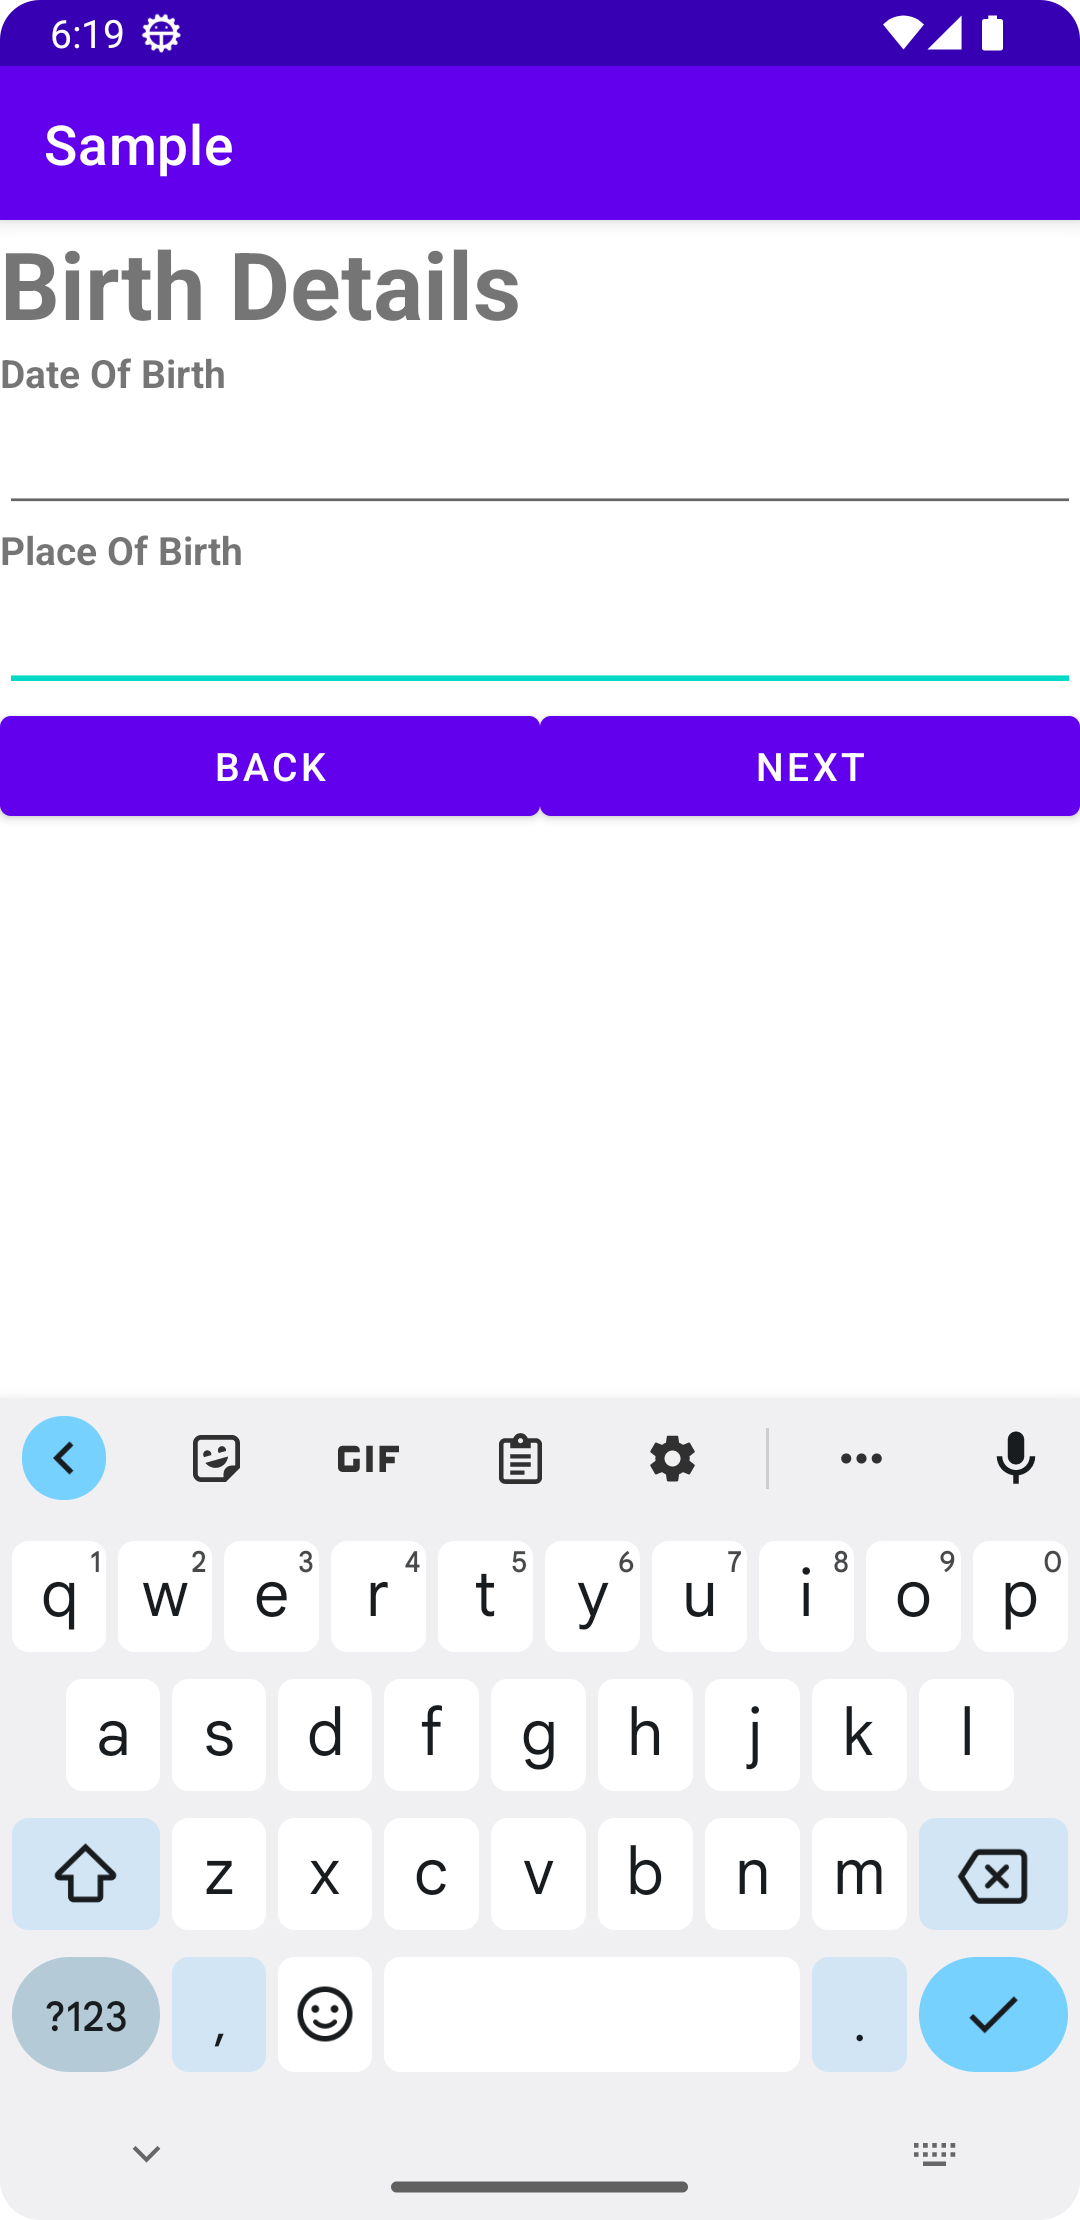 6:19
Sample
Birth Details
Date Of Birth
Place Of Birth
BACK NEXT
GIF
q 1 w 2 e 3 r 4 t 5 y 6 u 7 i 8 o 9 p 0
a s d f g h j k l
z x c v b n m
?123 , .